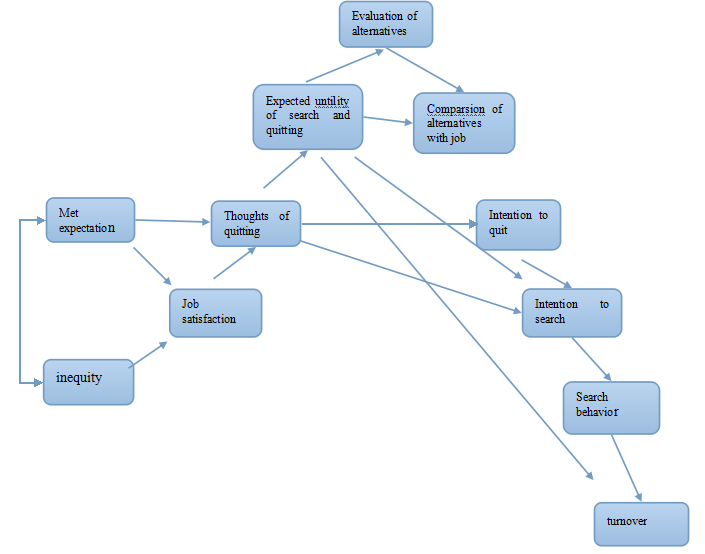 Evaluation of
alternatives
Expected untility
of search and
quitting
Comparsion of
alternatives
with job
Met
expectation
Thoughts of
quitting
Intention to
quit
Job
satisfaction
Intention to
search
inequity
Search
behavior
turnover